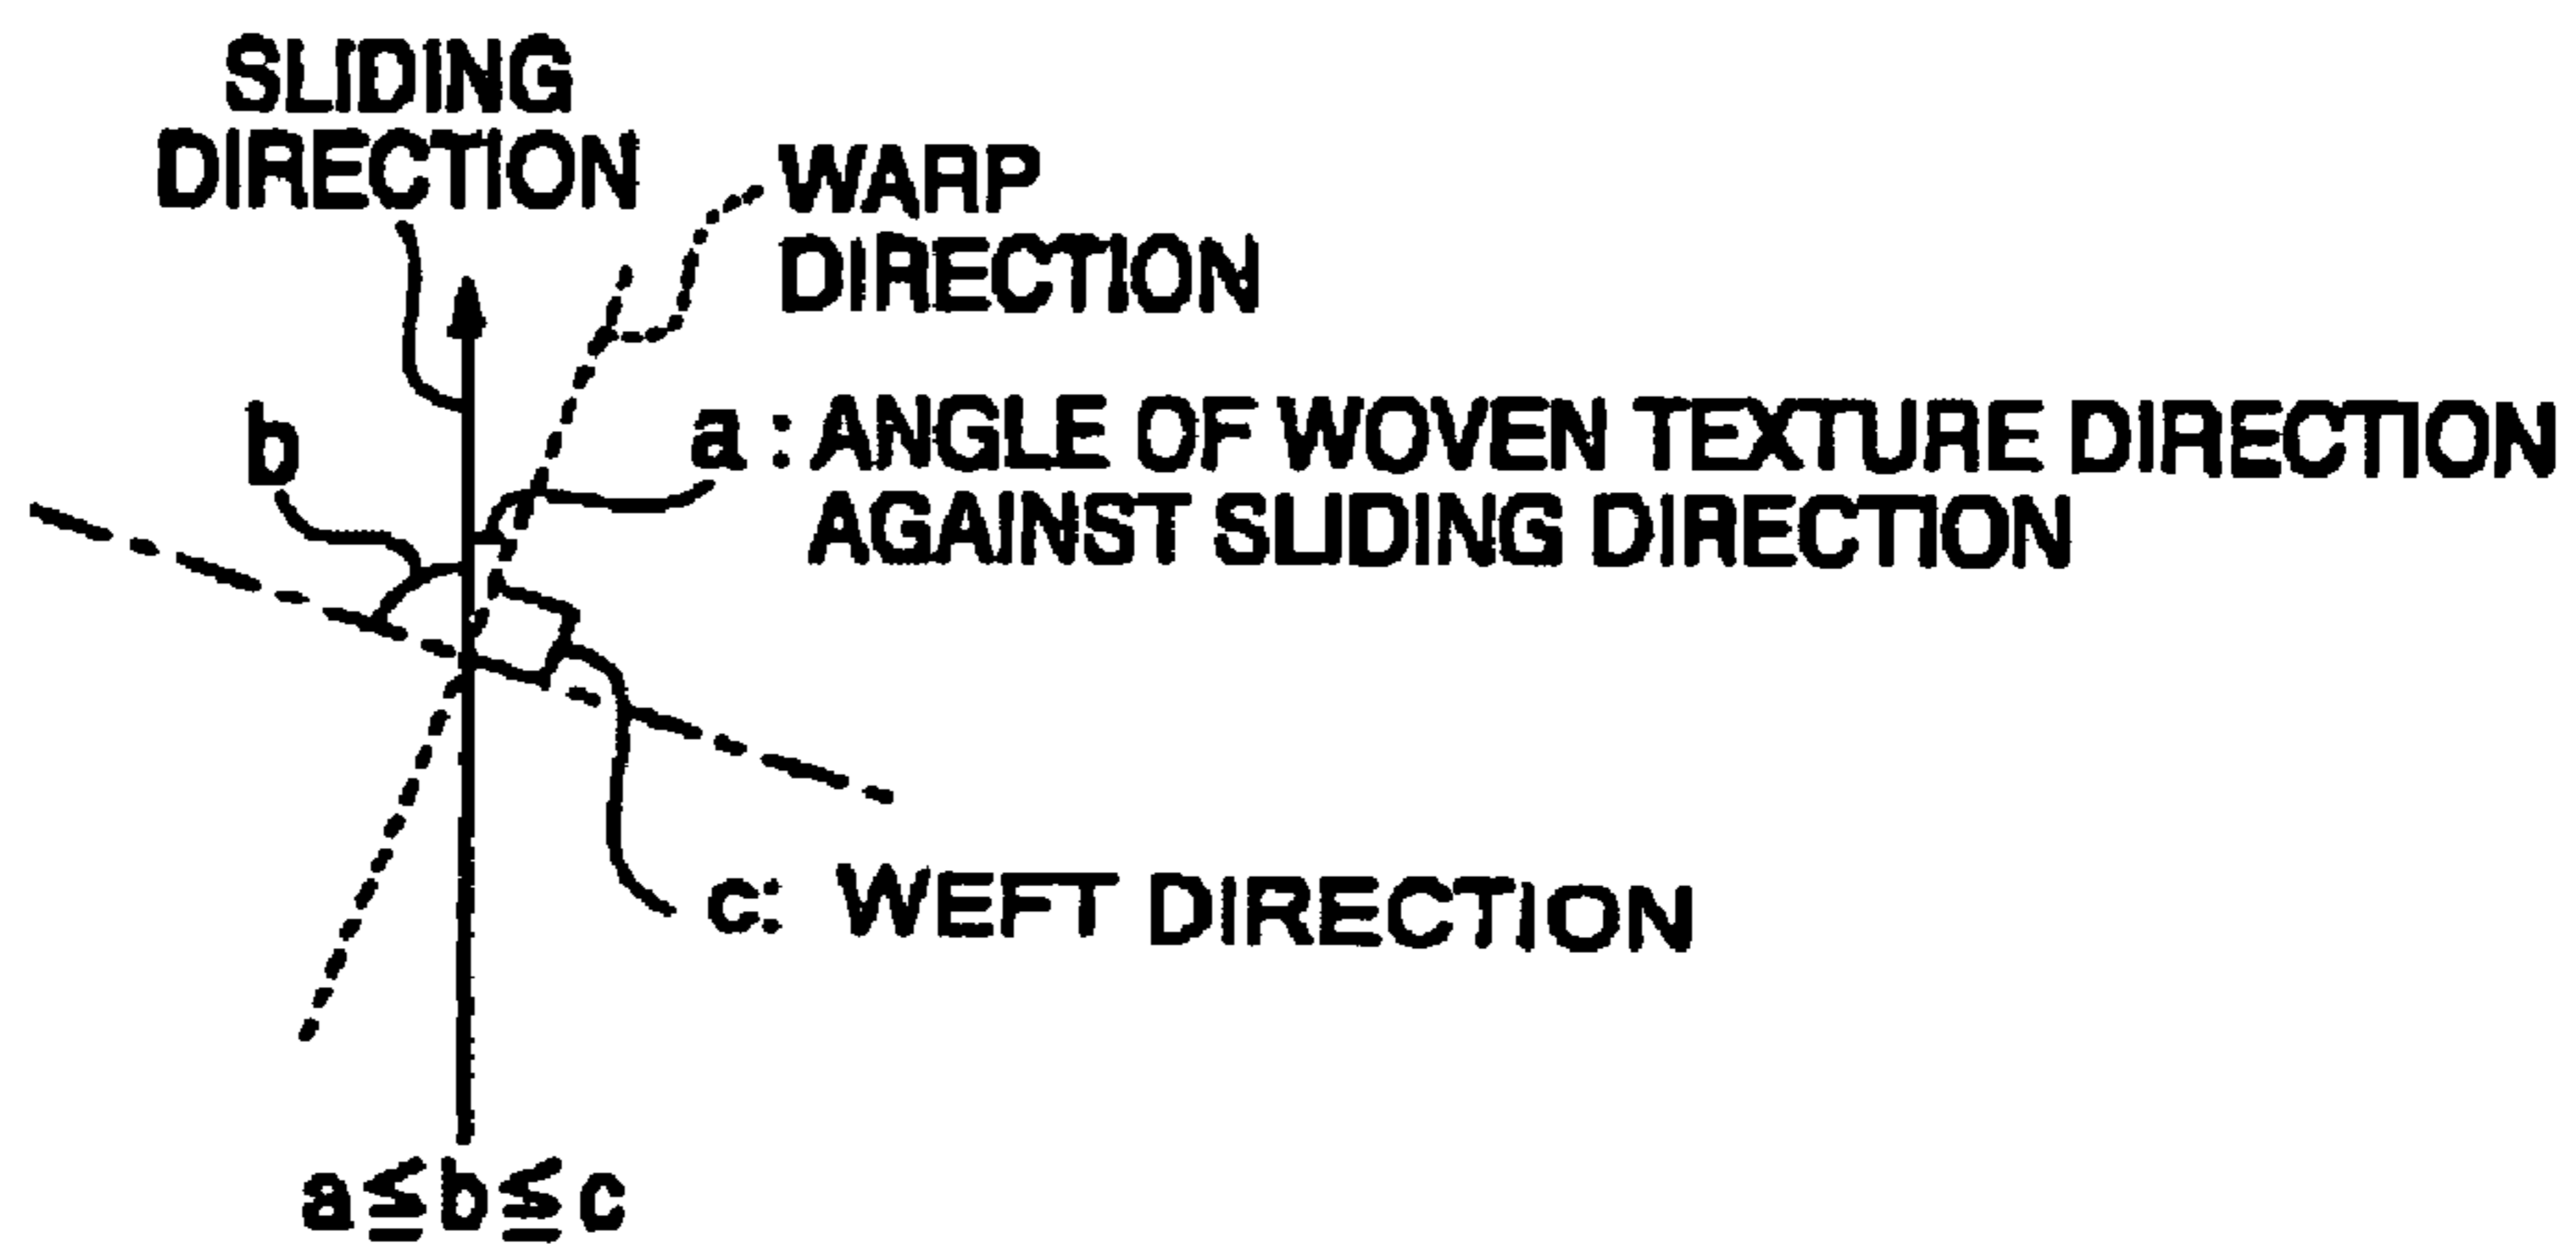 SLIDING
DIRECTION
WARP
DIRECTION
b
a : ANGLE OF WOVEN TEXTURE DIRECTION
AGAINST SLIDING DIRECTION
c: WEFT DIRECTION
a≦b≦c